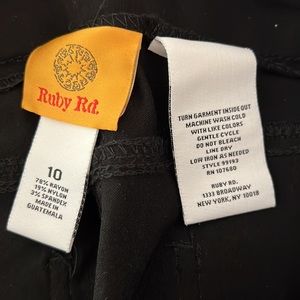 Ruby Rd.
10
78% RAYON
19% NYLON
3% SPANDEX
MADE IN
GUATEMALA
TURN GARMENT INSIDE OUT
MACHINE WASH COLD
WITH LIKE COLORS
GENTLE CYCLE
DO NOT BLEACH
LINE DRY
LOW IRON AS NEEDED
STYLE 99193
RN 107680
RUBY RD.
1333 BROADWAY
NEW YORK, NY 10018